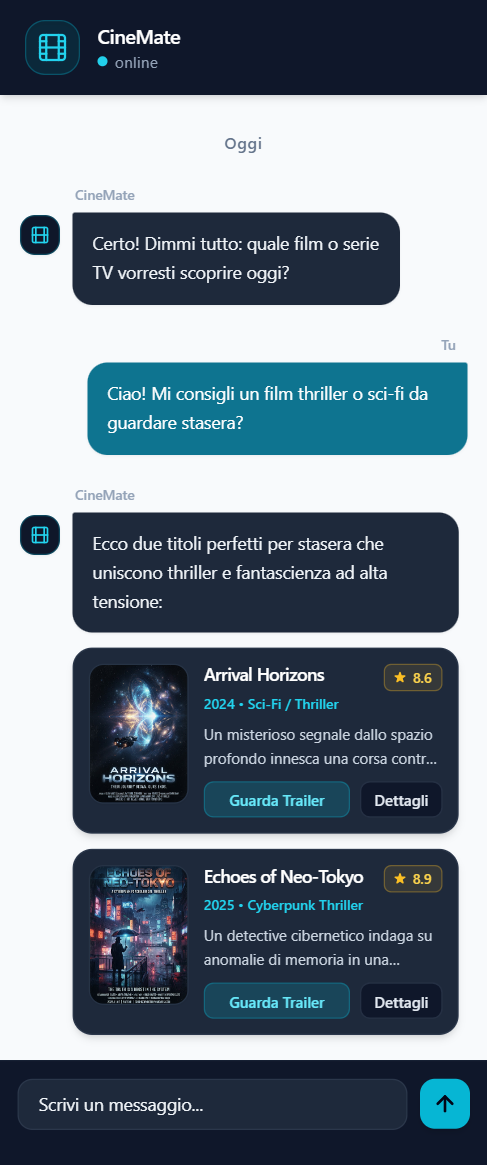 CineMate
online
Oggi
CineMate
Certo! Dimmi tutto: quale film o serie
TV vorresti scoprire oggi?
Tu
Ciao! Mi consigli un film thriller o sci-fi da
guardare stasera?
CineMate
Ecco due titoli perfetti per stasera che
uniscono thriller e fantascienza ad alta
tensione:
ARRIVAL
HORIZONS
Arrival Horizons
8.6
2024 • Sci-Fi / Thriller
Un misterioso segnale dallo spazio
profondo innesca una corsa contr...
Guarda Trailer
Dettagli
ECHOES OF
NEO-TOKYO
Echoes of Neo-Tokyo
8.9
2025 • Cyberpunk Thriller
Un detective cibernetico indaga su
anomalie di memoria in una...
Guarda Trailer
Dettagli
Scrivi un messaggio...